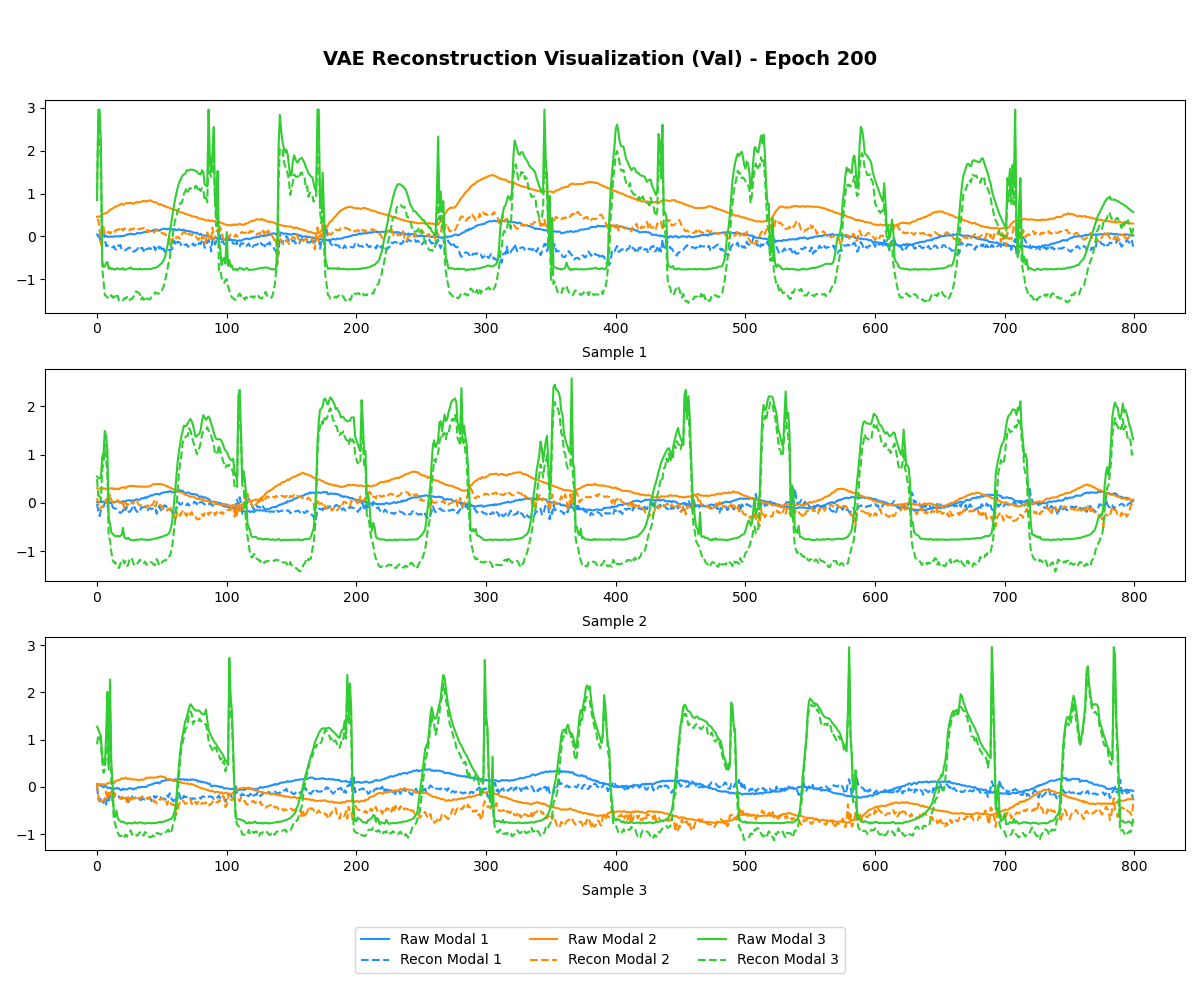 VAE Reconstruction Visualization (Val) - Epoch 200
3
2
1
0
−1
0 100 200 300 400 500 600 700 800
Sample 1
2
1
0
−1
0 100 200 300 400 500 600 700 800
Sample 2
3
2
1
0
−1
0 100 200 300 400 500 600 700 800
Sample 3
Raw Modal 1 Raw Modal 2 Raw Modal 3
Recon Modal 1 Recon Modal 2 Recon Modal 3